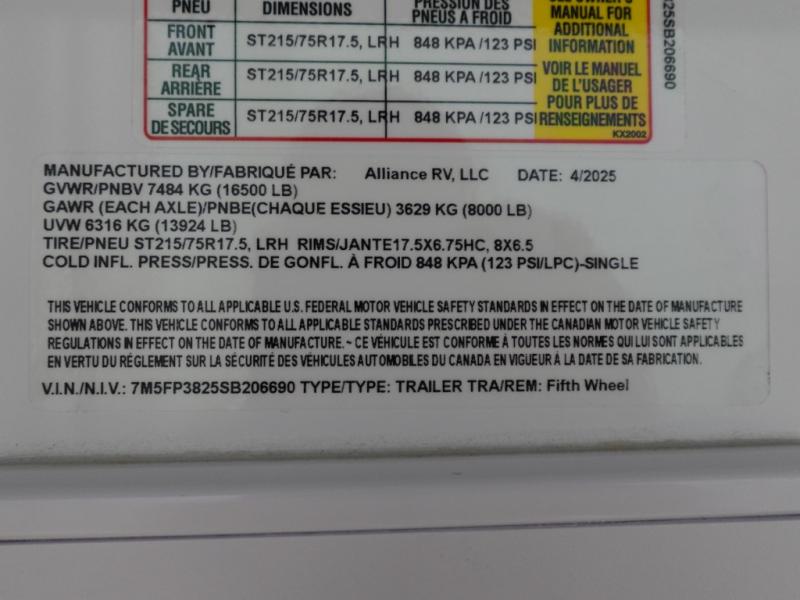 PNEU DIMENSIONS PRESSION DES
PNEUS A FROID
MANUAL FOR
ADDITIONAL
INFORMATION
FRONT
AVANT ST215/75R17.5, LRH 848 KPA /123 PSI
REAR
ARRIÈRE ST215/75R17.5, LRH 848 KPA /123 PSI
SPARE
DE SECOURS ST215/75R17.5, LRH 848 KPA /123 PSI
VOIR LE MANUEL
DE L'USAGER
POUR PLUS DE
RENSEIGNEMENTS
KX2002
25SB206690
MANUFACTURED BY/FABRIQUÉ PAR: Alliance RV, LLC DATE: 4/2025
GVWR/PNBV 7484 KG (16500 LB)
GAWR (EACH AXLE)/PNBE(CHAQUE ESSIEU) 3629 KG (8000 LB)
UVW 6316 KG (13924 LB)
TIRE/PNEU ST215/75R17.5, LRH RIMS/JANTE17.5X6.75HC, 8X6.5
COLD INFL. PRESS/PRESS. DE GONFL. À FROID 848 KPA (123 PSI/LPC)-SINGLE
THIS VEHICLE CONFORMS TO ALL APPLICABLE U.S. FEDERAL MOTOR VEHICLE SAFETY STANDARDS IN EFFECT ON THE DATE OF MANUFACTURE
SHOWN ABOVE. THIS VEHICLE CONFORMS TO ALL APPLICABLE STANDARDS PRESCRIBED UNDER THE CANADIAN MOTOR VEHICLE SAFETY
REGULATIONS IN EFFECT ON THE DATE OF MANUFACTURE.~ CE VÉHICULE EST CONFORME À TOUTES LES NORMES QUI LUI SONT APPLICABLES
EN VERTU DU RÉGLEMENT SUR LA SÉCURITÉ DES VÉHICULES AUTOMOBILES DU CANADA EN VIGUEUR À LA DATE DE SA FABRICATION.
V.I.N./N.I.V.: 7M5FP3825SB206690 TYPE/TYPE: TRAILER TRA/REM: Fifth Wheel